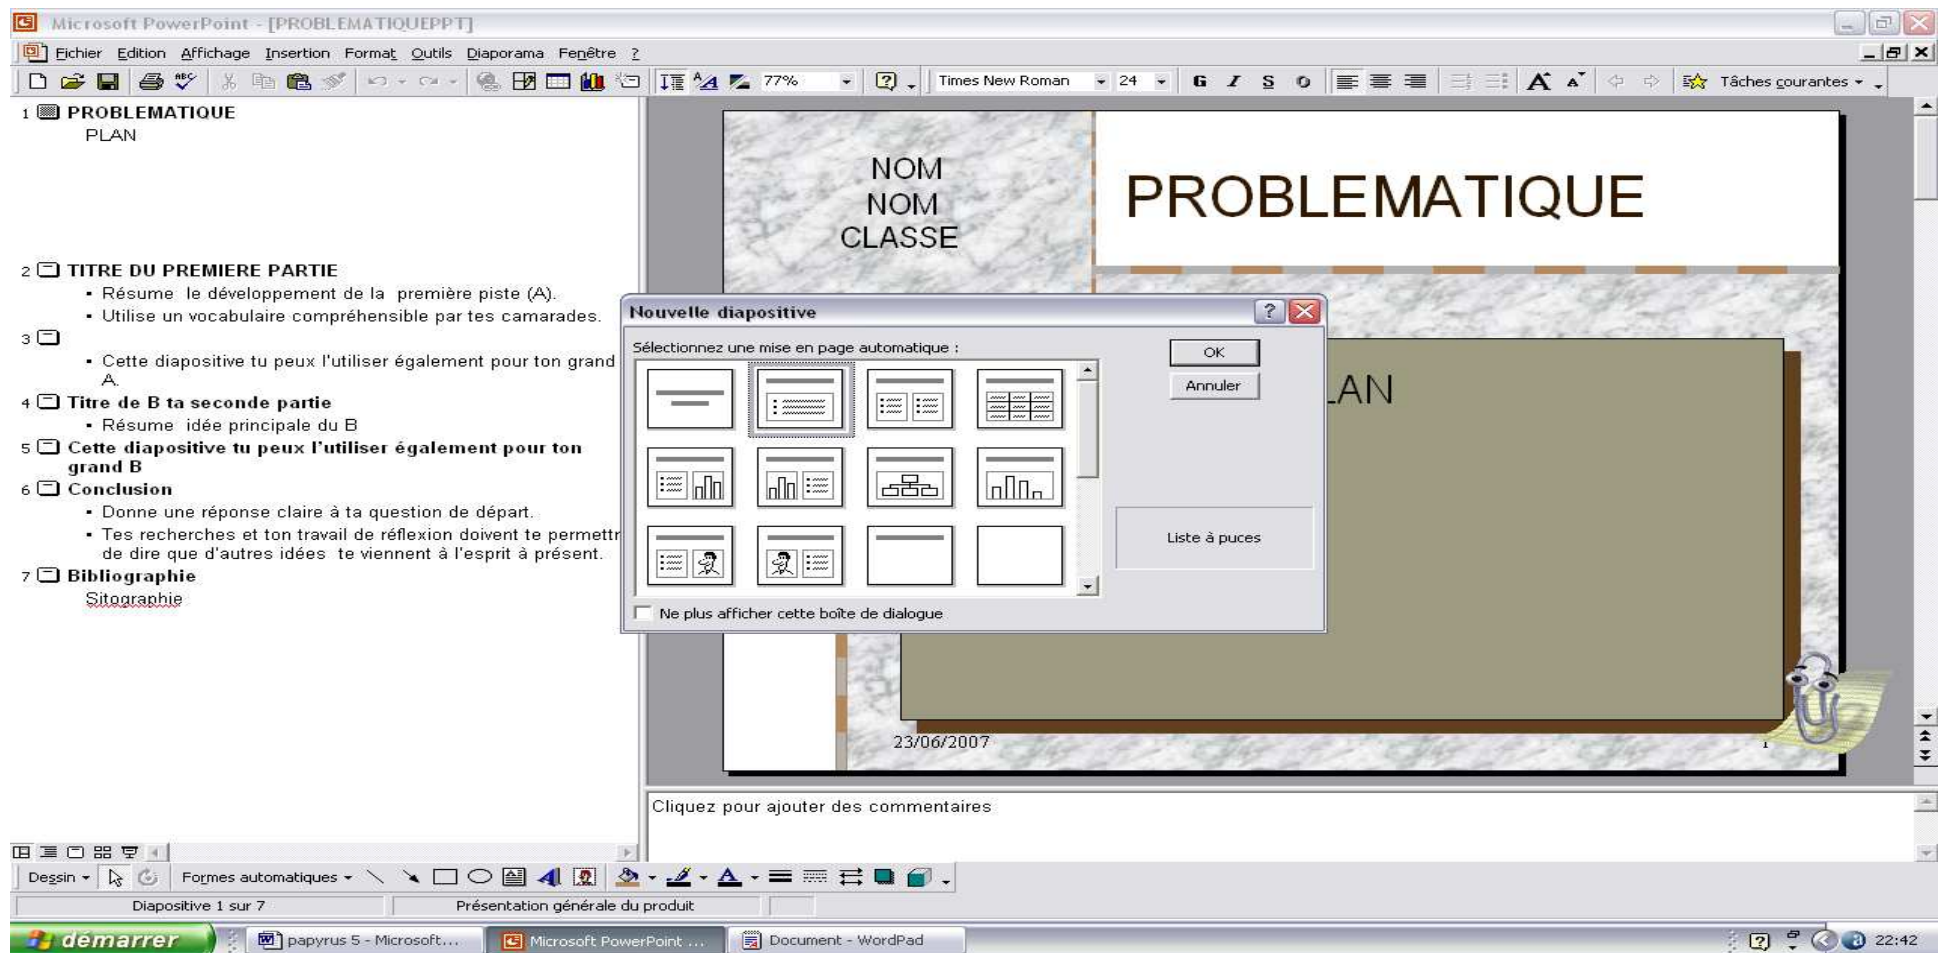 Microsoft PowerPoint - [PROBLEMATIQUEPPT]
Fichier Edition Affichage Insertion Format Outils Diaporama Fenêtre ?
77% Times New Roman 24 G I S Tâches courantes
1 PROBLEMATIQUE
PLAN
2 TITRE DU PREMIERE PARTIE
▪ Résume le développement de la première piste (A).
▪ Utilise un vocabulaire compréhensible par tes camarades.
3
▪ Cette diapositive tu peux l'utiliser également pour ton grand
A.
4 Titre de B ta seconde partie
▪ Résume idée principale du B
5 Cette diapositive tu peux l'utiliser également pour ton
grand B
6 Conclusion
▪ Donne une réponse claire à ta question de départ.
▪ Tes recherches et ton travail de réflexion doivent te permettr
de dire que d'autres idées te viennent à l'esprit à présent.
7 Bibliographie
Sitographie
NOM
NOM
CLASSE
PROBLEMATIQUE
LAN
23/06/2007
1
Nouvelle diapositive
Sélectionnez une mise en page automatique :
OK
Annuler
Liste à puces
Ne plus afficher cette boîte de dialogue
Cliquez pour ajouter des commentaires
Dessin Formes automatiques
Diapositive 1 sur 7 Présentation générale du produit
démarrer papyrus 5 - Microsoft... Microsoft PowerPoint ... Document - WordPad 22:42